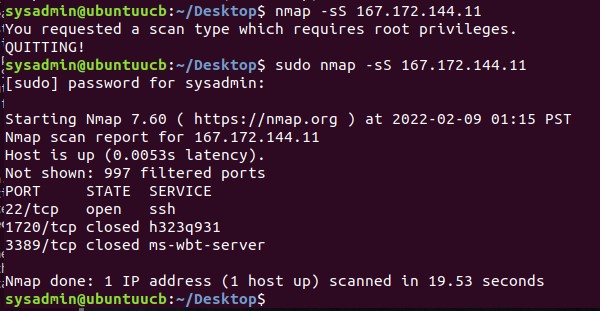 sysadmin@ubuntuucb:~/Desktop$ nmap -sS 167.172.144.11
You requested a scan type which requires root privileges.
QUITTING!
sysadmin@ubuntuucb:~/Desktop$ sudo nmap -sS 167.172.144.11
[sudo] password for sysadmin:

Starting Nmap 7.60 ( https://nmap.org ) at 2022-02-09 01:15 PST
Nmap scan report for 167.172.144.11
Host is up (0.0053s latency).
Not shown: 997 filtered ports
PORT     STATE  SERVICE
22/tcp   open   ssh
1720/tcp closed h323q931
3389/tcp closed ms-wbt-server

Nmap done: 1 IP address (1 host up) scanned in 19.53 seconds
sysadmin@ubuntuucb:~/Desktop$